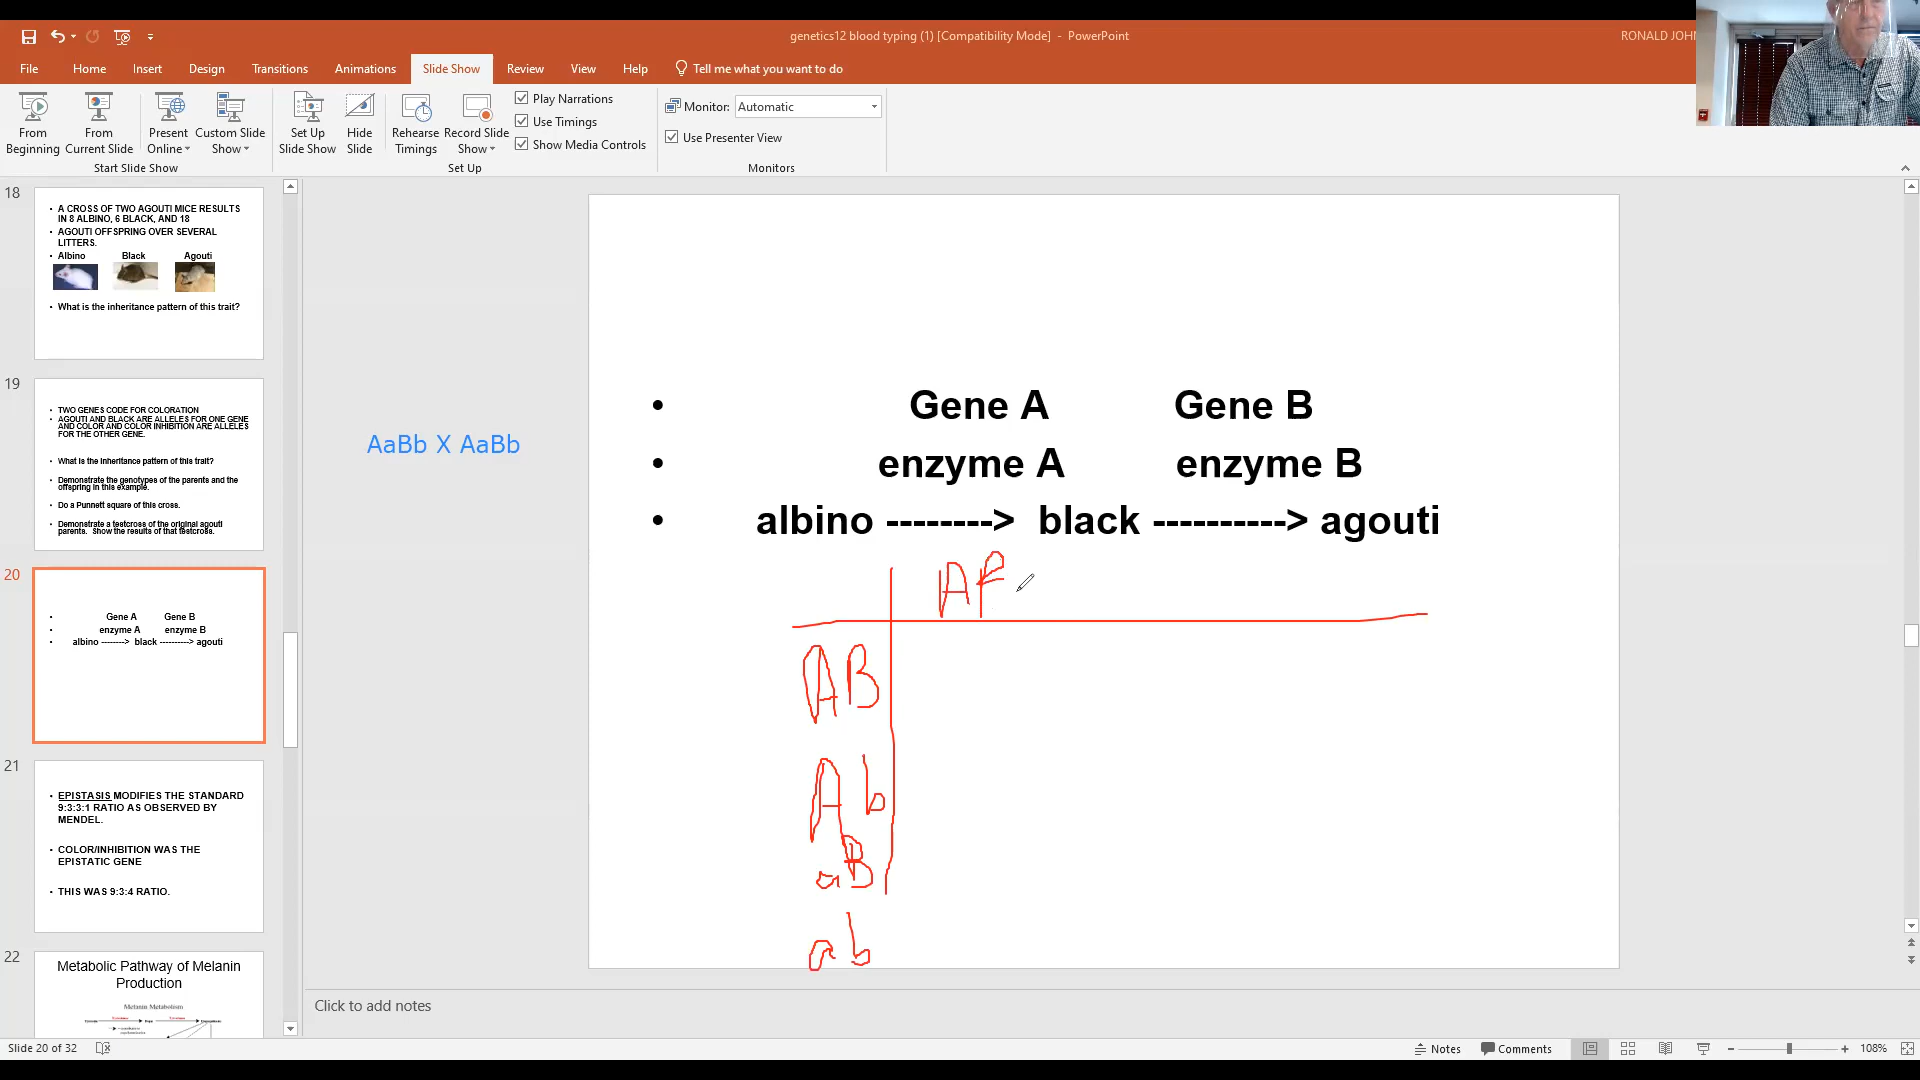 genetics12 blood typing (1) [Compatibility Mode] - PowerPoint
RONALD JOHN
File Home Insert Design Transitions Animations Slide Show Review View Help Tell me what you want to do
From Beginning
From Current Slide
Present Online
Custom Slide Show
Set Up Slide Show
Hide Slide
Rehearse Timings
Record Slide Show
Play Narrations
Use Timings
Show Media Controls
Monitor: Automatic
Use Presenter View
Start Slide Show
Set Up
Monitors
18
• A CROSS OF TWO AGOUTI MICE RESULTS
IN 8 ALBINO, 6 BLACK, AND 18
• AGOUTI OFFSPRING OVER SEVERAL
LITTERS.
• Albino Black Agouti
• What is the inheritance pattern of this trait?
19
• TWO GENES CODE FOR COLORATION
• AGOUTI AND BLACK ARE ALLELES FOR ONE GENE
AND COLOR AND COLOR INHIBITION ARE ALLELES
FOR THE OTHER GENE.
• What is the inheritance pattern of this trait?
• Demonstrate the genotypes of the parents and the
offspring in this example.
• Do a Punnett square of this cross.
• Demonstrate a testcross of the original agouti
parents. Show the results of that testcross.
20
• Gene A Gene B
• enzyme A enzyme B
• albino --------> black ----------> agouti
21
• EPISTASIS MODIFIES THE STANDARD
9:3:3:1 RATIO AS OBSERVED BY
MENDEL.
• COLOR/INHIBITION WAS THE
EPISTATIC GENE
• THIS WAS 9:3:4 RATIO.
22
Metabolic Pathway of Melanin
Production
Melanin Metabolism
AaBb X AaBb
• Gene A Gene B
• enzyme A enzyme B
• albino --------> black ----------> agouti
A
AB
Ab
aB
ab
Click to add notes
Slide 20 of 32
Notes
Comments
108%